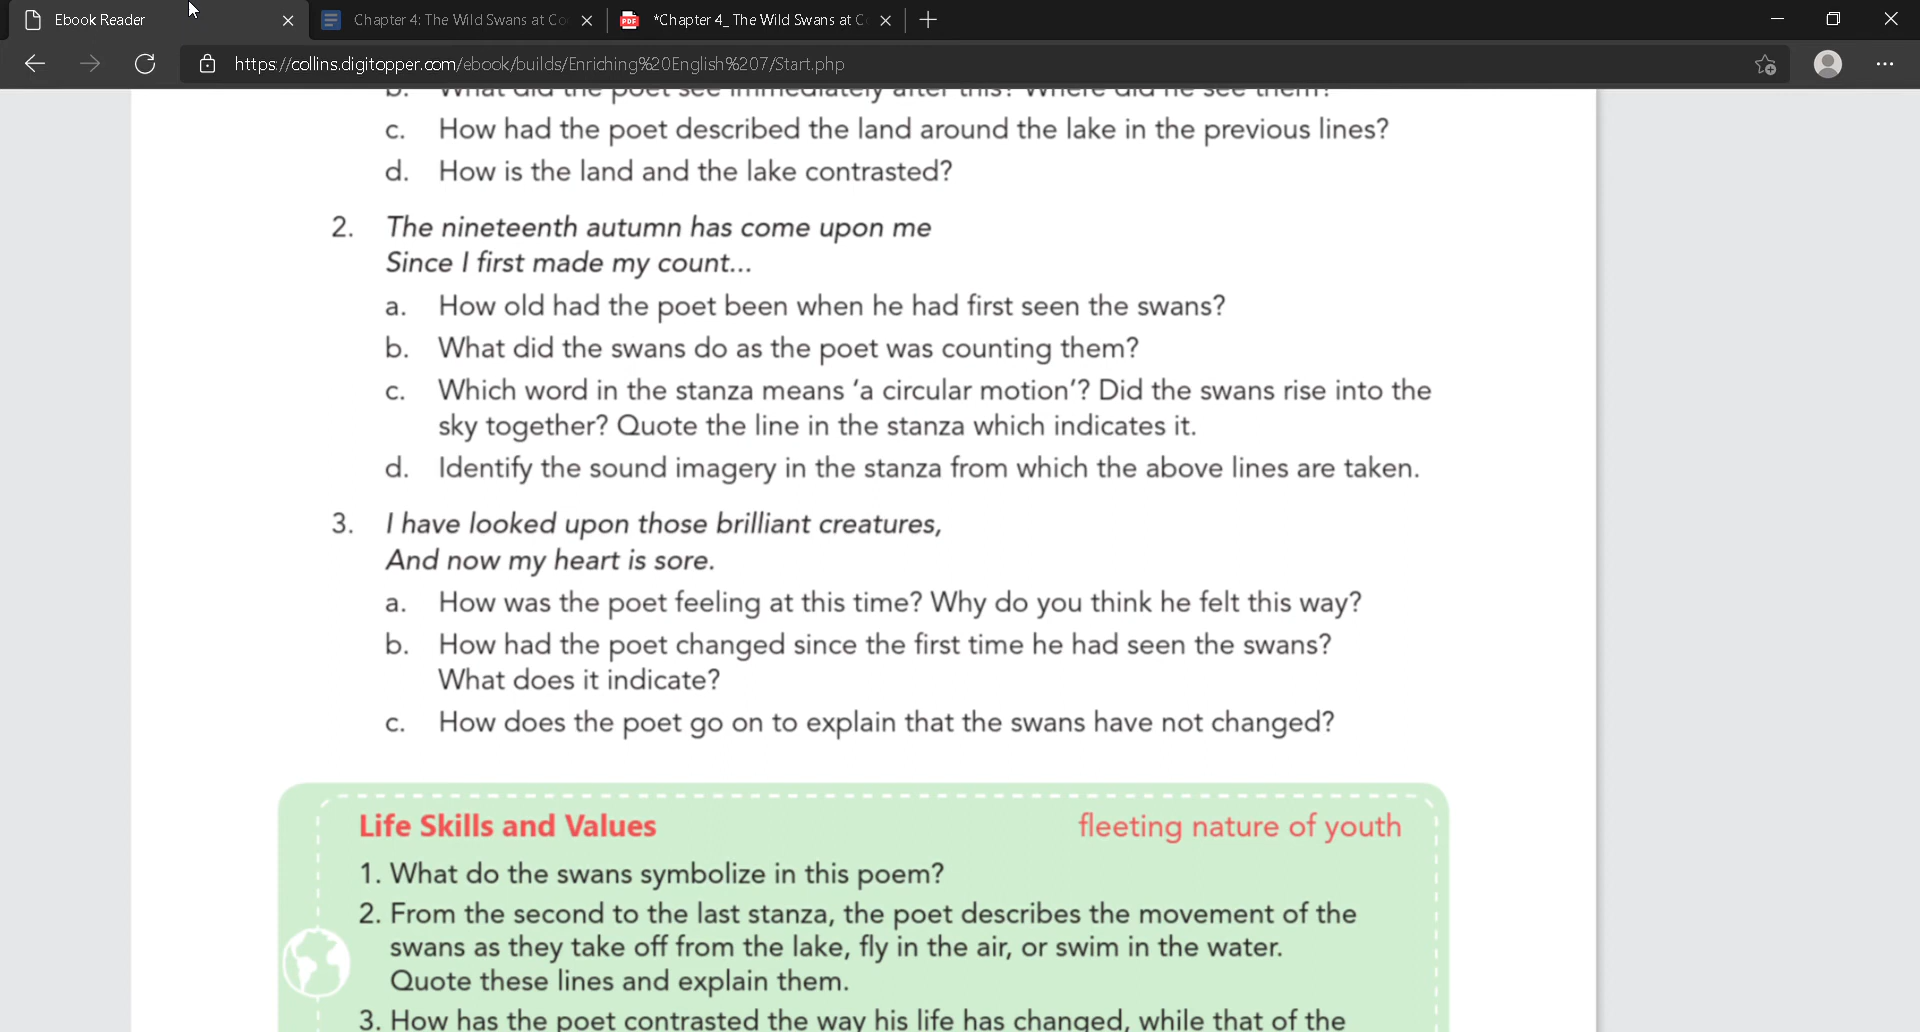 Ebook Reader
Chapter 4: The Wild Swans at Co
*Chapter 4_ The Wild Swans at C
https://collins.digitopper.com/ebook/builds/Enriching%20English%207/Start.php
b. What did the poet see immediately after this? Where did he see them?
c. How had the poet described the land around the lake in the previous lines?
d. How is the land and the lake contrasted?
2. The nineteenth autumn has come upon me
Since I first made my count...
a. How old had the poet been when he had first seen the swans?
b. What did the swans do as the poet was counting them?
c. Which word in the stanza means ‘a circular motion’? Did the swans rise into the
sky together? Quote the line in the stanza which indicates it.
d. Identify the sound imagery in the stanza from which the above lines are taken.
3. I have looked upon those brilliant creatures,
And now my heart is sore.
a. How was the poet feeling at this time? Why do you think he felt this way?
b. How had the poet changed since the first time he had seen the swans?
What does it indicate?
c. How does the poet go on to explain that the swans have not changed?
Life Skills and Values fleeting nature of youth
1. What do the swans symbolize in this poem?
2. From the second to the last stanza, the poet describes the movement of the
swans as they take off from the lake, fly in the air, or swim in the water.
Quote these lines and explain them.
3. How has the poet contrasted the way his life has changed, while that of the